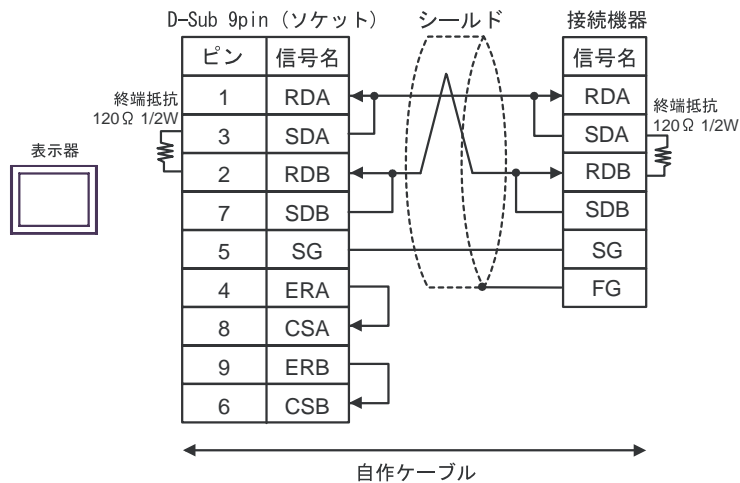 D-Sub 9pin (ソケット)
シールド
接続機器
ピン 信号名
信号名
1 RDA
RDA
終端抵抗
120Ω 1/2W
終端抵抗
120Ω 1/2W
3 SDA
SDA
表示器
2 RDB
RDB
7 SDB
SDB
5 SG
SG
4 ERA
FG
8 CSA
9 ERB
6 CSB
自作ケーブル